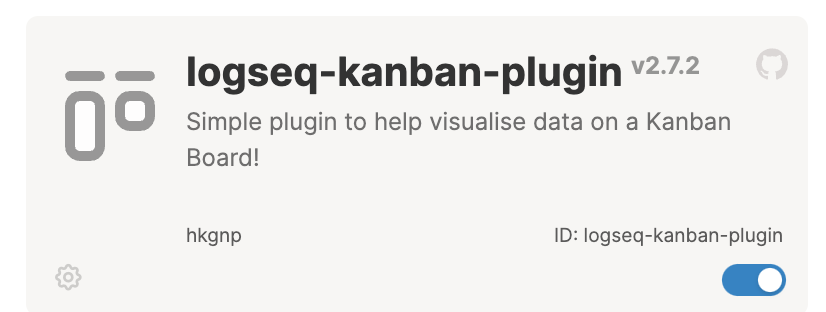 logseq-kanban-plugin v2.7.2
Simple plugin to help visualise data on a Kanban
Board!
hkgnp
ID: logseq-kanban-plugin